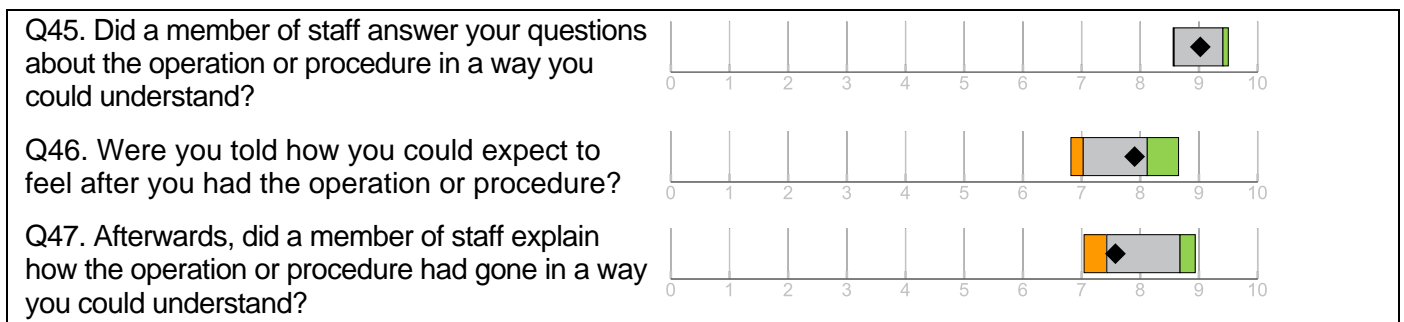 Q45. Did a member of staff answer your questions
about the operation or procedure in a way you
could understand?
0 1 2 3 4 5 6 7 8 9 10
Q46. Were you told how you could expect to
feel after you had the operation or procedure?
0 1 2 3 4 5 6 7 8 9 10
Q47. Afterwards, did a member of staff explain
how the operation or procedure had gone in a way
you could understand?
0 1 2 3 4 5 6 7 8 9 10